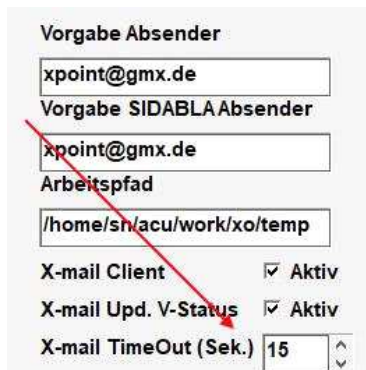 Vorgabe Absender
xpoint@gmx.de
Vorgabe SIDABLA Absender
xpoint@gmx.de
Arbeitspfad
/home/sh/acu/work/xo/temp
X-mail Client Aktiv
X-mail Upd. V-Status Aktiv
X-mail TimeOut (Sek.) 15